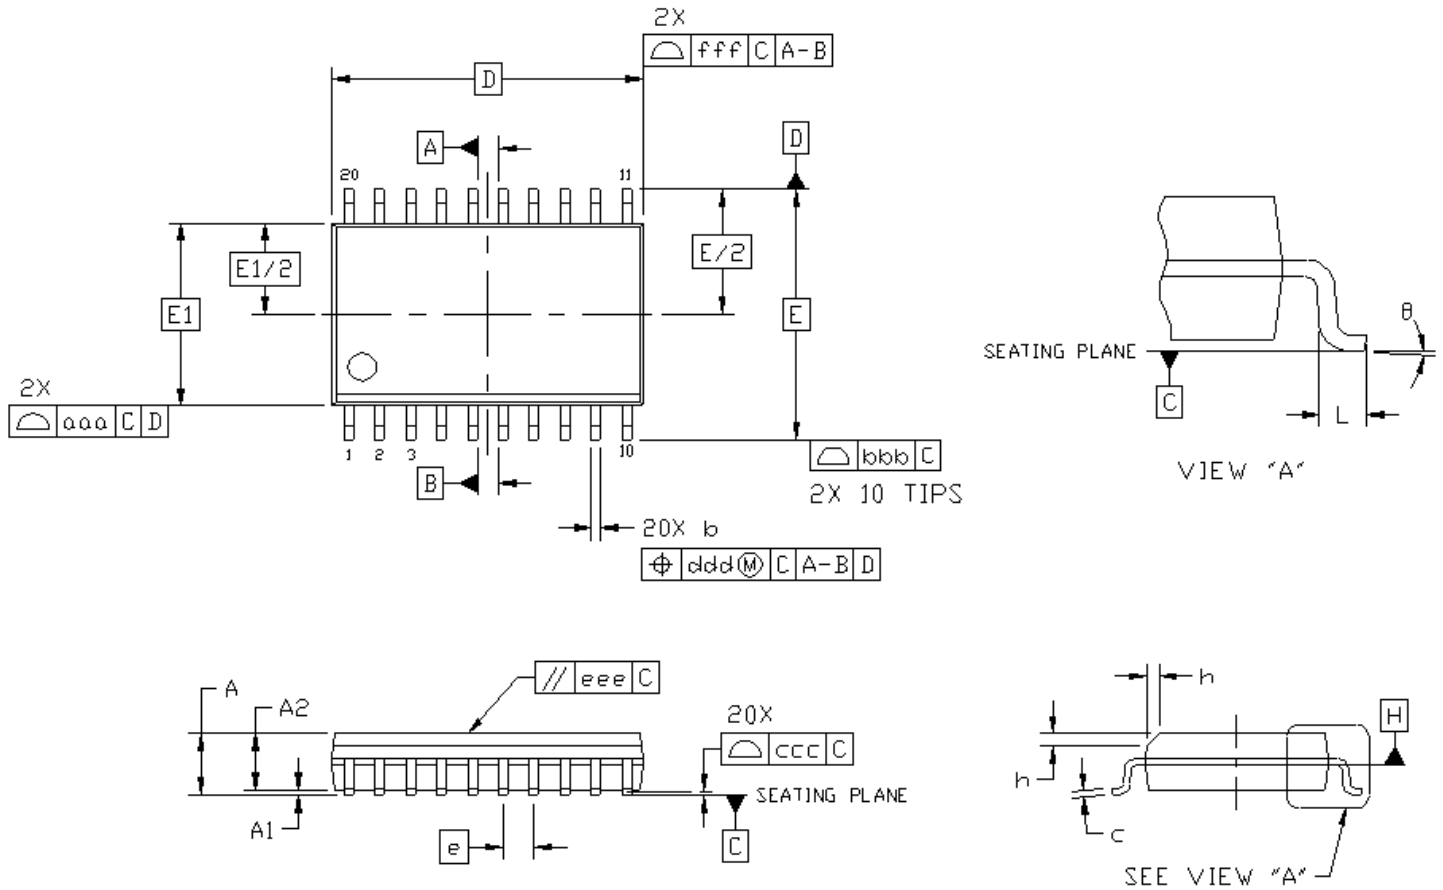 2X
fff C A-B
D
A
D
20
11
E1/2
E/2
E1
E
2X
aaa C D
1 2 3
10
B
bbb C
2X 10 TIPS
20X b
ddd Ⓜ C A-B D
θ
SEATING PLANE
C
L
VIEW "A"
eee C
A
A2
20X
ccc C
SEATING PLANE
A1
e
C
h
H
h
c
SEE VIEW "A"